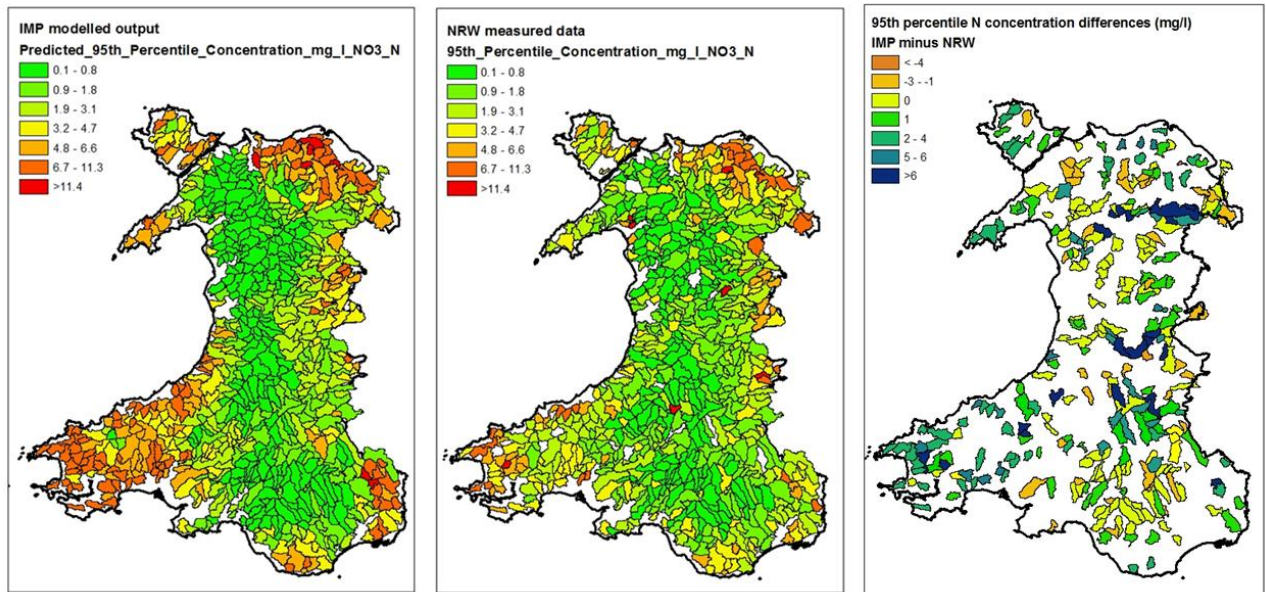 IMP modelled output
Predicted_95th_Percentile_Concentration_mg_l_NO3_N
0.1 - 0.8
0.9 - 1.8
1.9 - 3.1
3.2 - 4.7
4.8 - 6.6
6.7 - 11.3
>11.4
NRW measured data
95th_Percentile_Concentration_mg_l_NO3_N
0.1 - 0.8
0.9 - 1.8
1.9 - 3.1
3.2 - 4.7
4.8 - 6.6
6.7 - 11.3
>11.4
95th percentile N concentration differences (mg/l)
IMP minus NRW
< -4
-3 - -1
0
1
2 - 4
5 - 6
>6